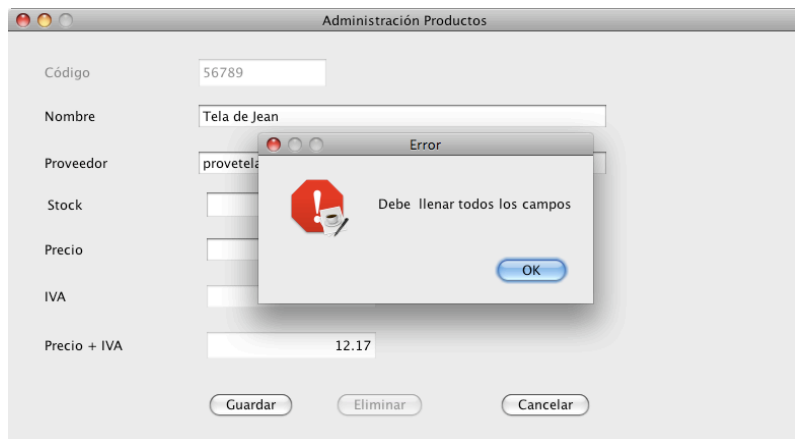 Administración Productos
Código 56789
Nombre Tela de Jean
Error
Proveedor provetela
Debe llenar todos los campos
Stock
Precio
OK
IVA
Precio + IVA 12.17
Guardar Eliminar Cancelar